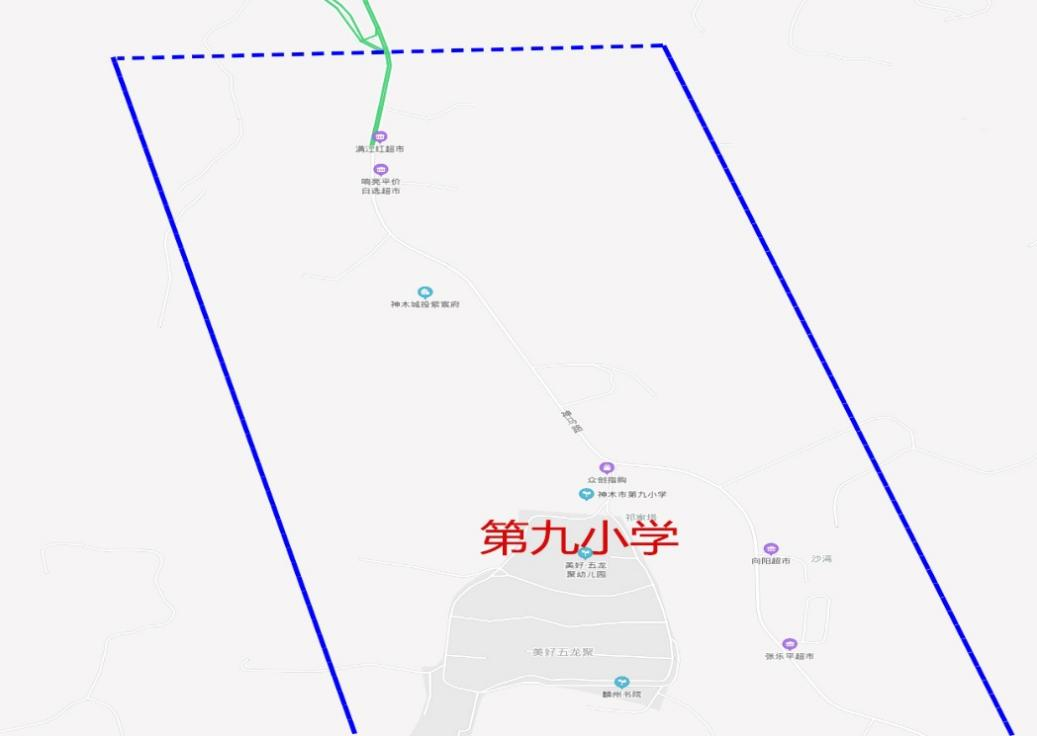 满江红超市
鸣亮平价
自选超市
神木城投紫宸府
众创指购
神木市第九小学
祁家塔
第九小学
美好·五龙
聚幼儿园
向阳超市
沙湾
美好五龙聚
张乐平超市
麟州书院